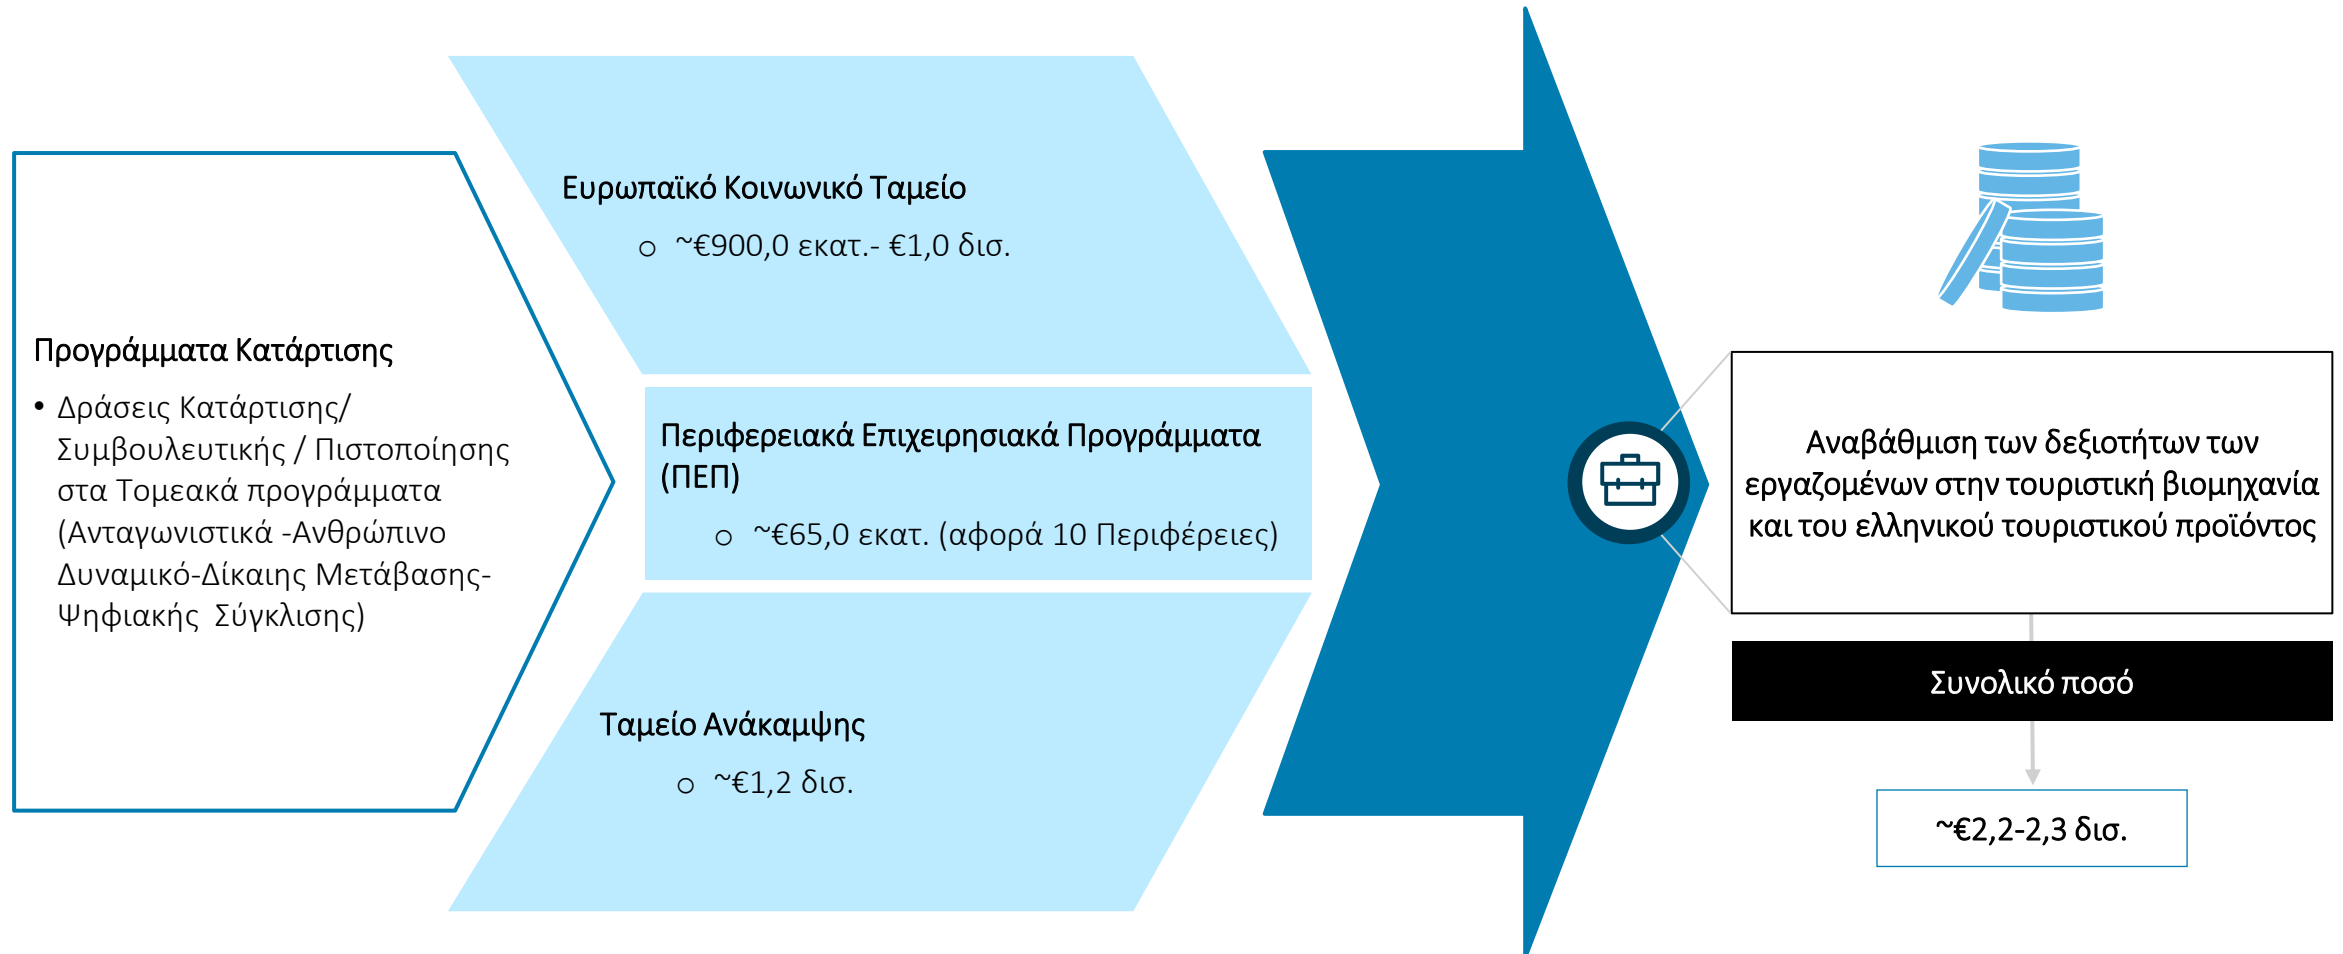 Προγράμματα Κατάρτισης
• Δράσεις Κατάρτισης/
Συμβουλευτικής / Πιστοποίησης
στα Τομεακά προγράμματα
(Ανταγωνιστικά -Ανθρώπινο
Δυναμικό-Δίκαιης Μετάβασης-
Ψηφιακής Σύγκλισης)
Ευρωπαϊκό Κοινωνικό Ταμείο
o ~€900,0 εκατ.- €1,0 δισ.
Περιφερειακά Επιχειρησιακά Προγράμματα
(ΠΕΠ)
o ~€65,0 εκατ. (αφορά 10 Περιφέρειες)
Ταμείο Ανάκαμψης
o ~€1,2 δισ.
Αναβάθμιση των δεξιοτήτων των
εργαζομένων στην τουριστική βιομηχανία
και του ελληνικού τουριστικού προϊόντος
Συνολικό ποσό
~€2,2-2,3 δισ.